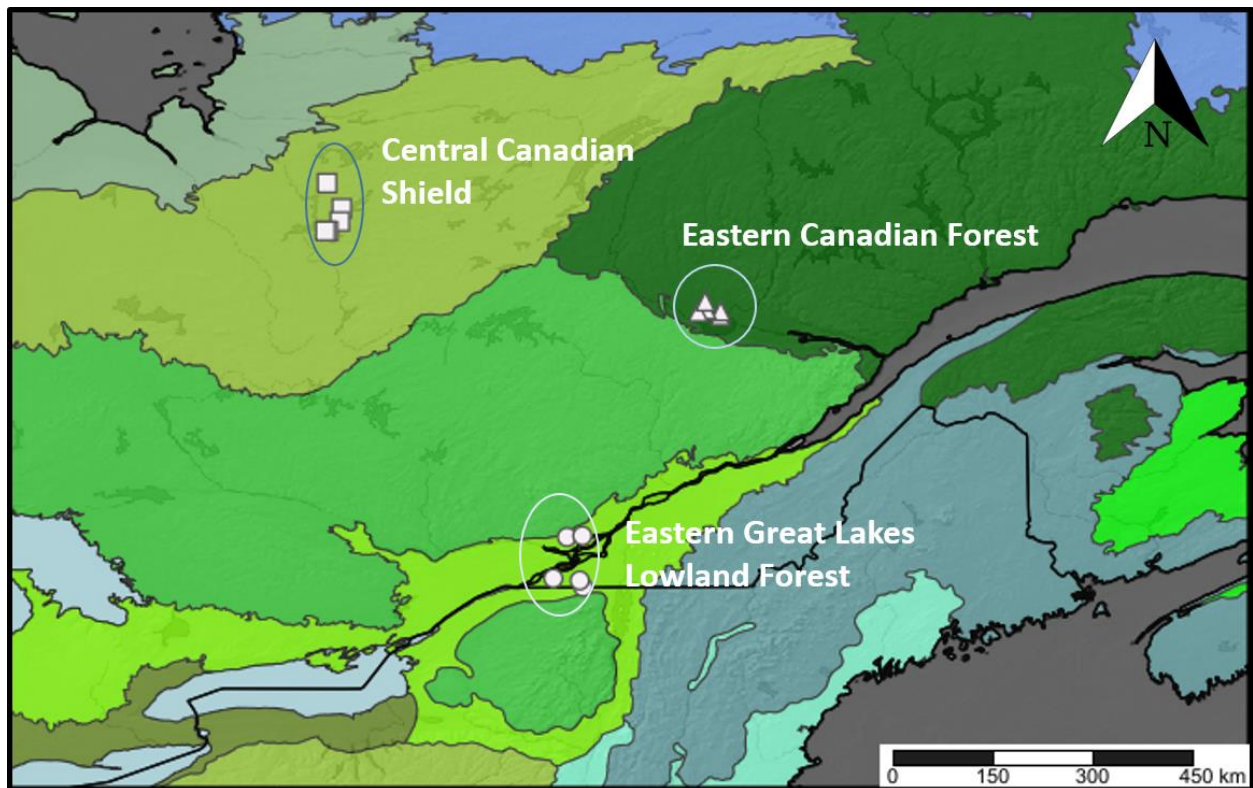 Central Canadian
Shield
N
Eastern Canadian Forest
Eastern Great Lakes
Lowland Forest
0 150 300 450 km